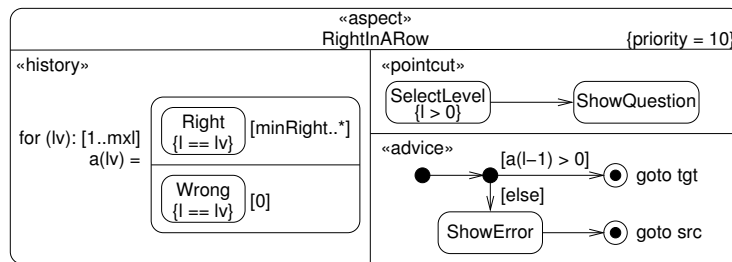 «aspect»
RightInARow {priority = 10}
«history»
for (lv): [1..mxl]
a(lv) =
Right
{l == lv}
[minRight..*]
Wrong
{l == lv}
[0]
«pointcut»
SelectLevel
{l > 0}
ShowQuestion
«advice»
[a(l−1) > 0]
goto tgt
[else]
ShowError
goto src